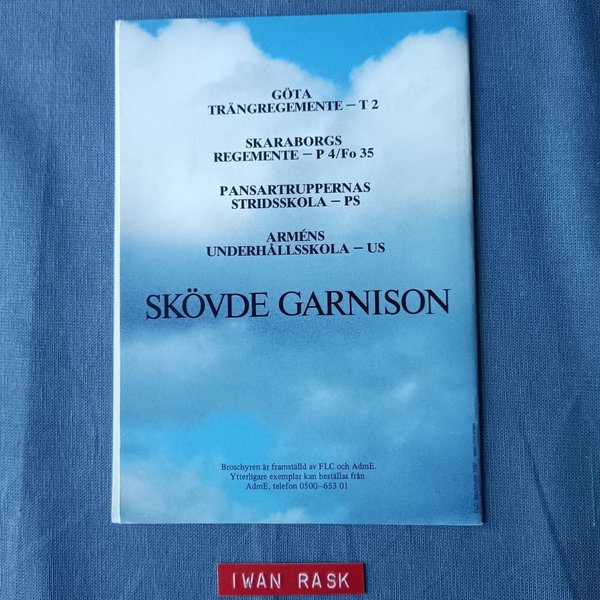 GÖTA
TRÄNGREGEMENTE – T 2
SKARABORGS
REGEMENTE – P 4/Fo 35
PANSARTRUPPERNAS
STRIDSSKOLA – PS
ARMÉNS
UNDERHÅLLSSKOLA – US
SKÖVDE GARNISON
Broschyren är framställd av FLC och AdmE.
Ytterligare exemplar kan beställas från
AdmE, telefon 0500–653 01
IWAN RASK